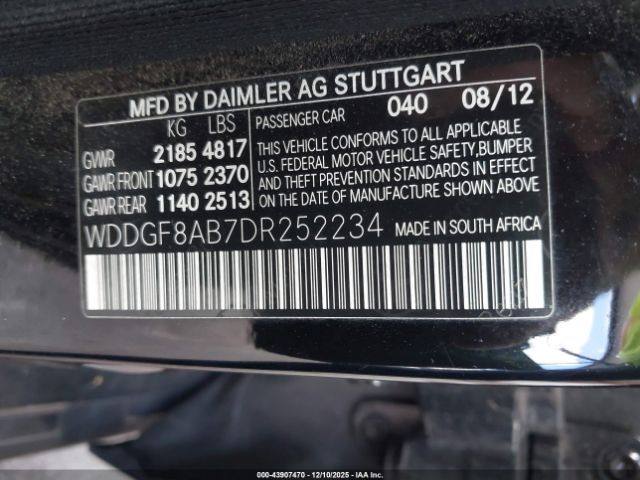 MFD BY DAIMLER AG STUTTGART
KG LBS
GVWR 2185 4817
GAWR FRONT 1075 2370
GAWR REAR 1140 2513
PASSENGER CAR 040 08/12
THIS VEHICLE CONFORMS TO ALL APPLICABLE
U.S. FEDERAL MOTOR VEHICLE SAFETY,BUMPER
AND THEFT PREVENTION STANDARDS IN EFFECT
ON THE DATE OF MANUFACTURE SHOWN ABOVE.
WDDGF8AB7DR252234 MADE IN SOUTH AFRICA
000-43907470 - 12/10/2025 - IAA.COM